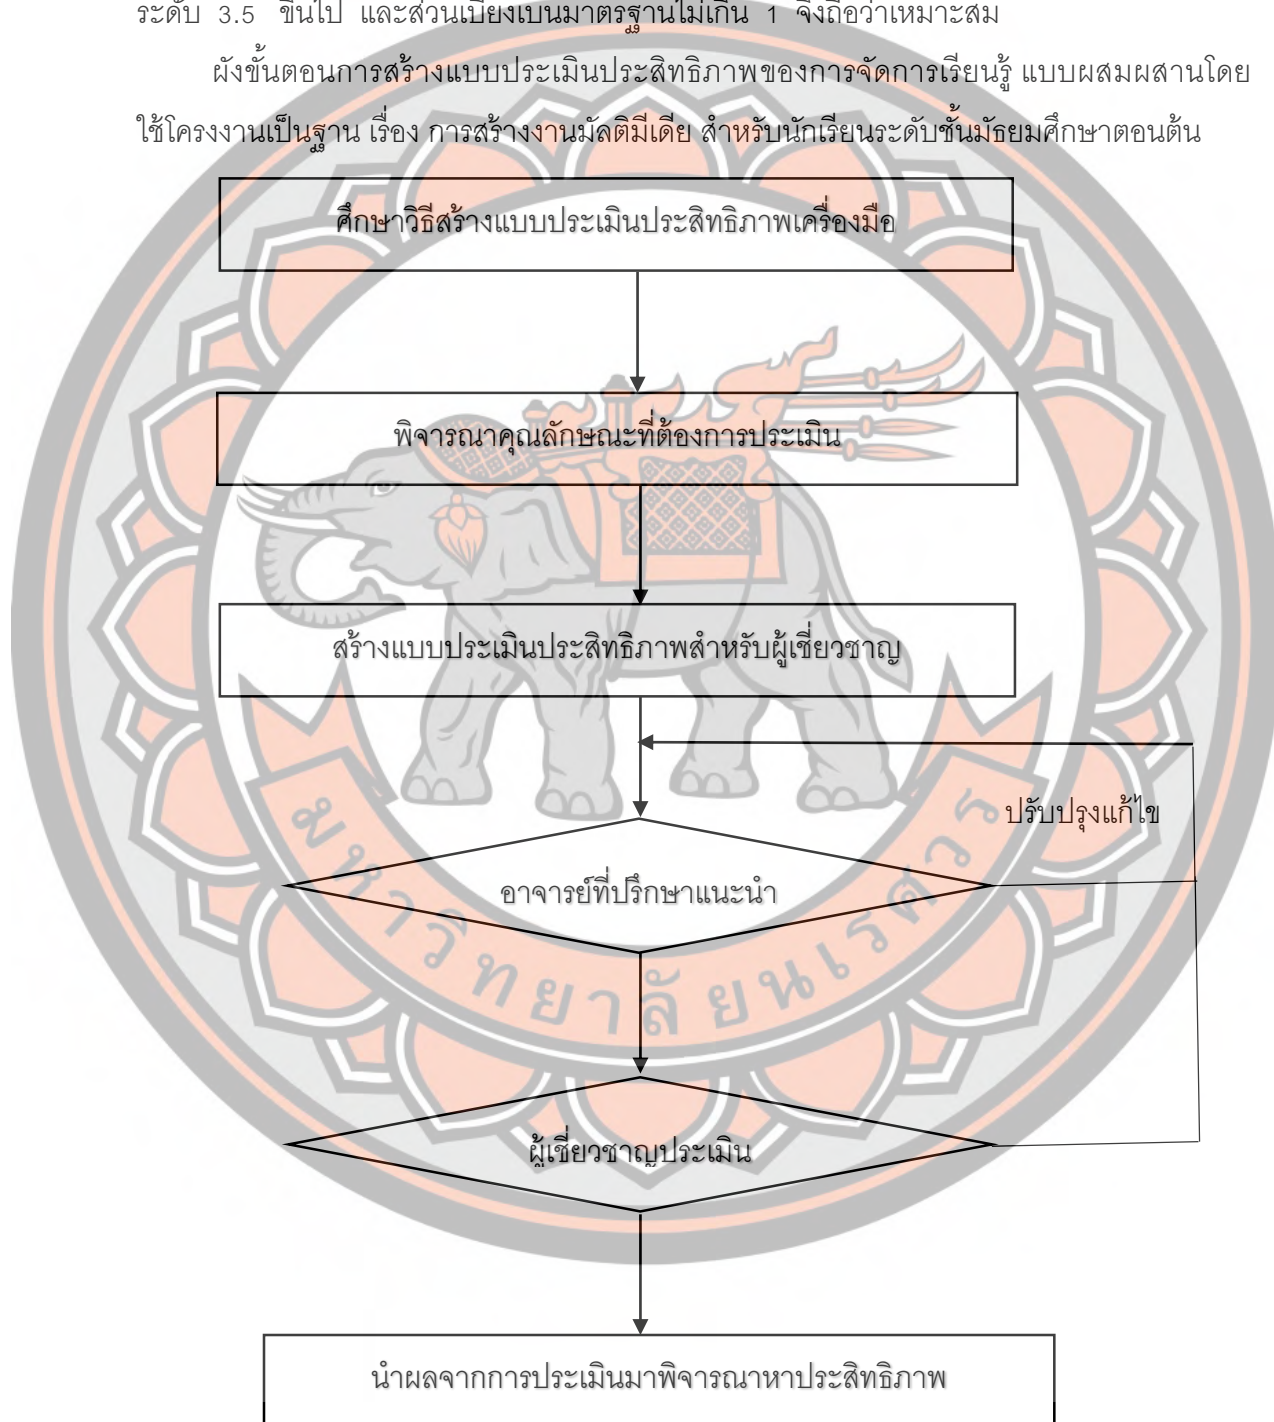 ระดับ 3.5 ขึ้นไป และส่วนเบี่ยงเบนมาตรฐานไม่เกิน 1 จึงถือว่าเหมาะสม
ผังขั้นตอนการสร้างแบบประเมินประสิทธิภาพของการจัดการเรียนรู้ แบบผสมผสานโดย
ใช้โครงงานเป็นฐาน เรื่อง การสร้างงานมัลติมีเดีย สำหรับนักเรียนระดับชั้นมัธยมศึกษาตอนต้น
ศึกษาวิธีสร้างแบบประเมินประสิทธิภาพเครื่องมือ
พิจารณาคุณลักษณะที่ต้องการประเมิน
สร้างแบบประเมินประสิทธิภาพสำหรับผู้เชี่ยวชาญ
ปรับปรุงแก้ไข
อาจารย์ที่ปรึกษาแนะนำ
มหาวิทยาลัยนเรศวร
ผู้เชี่ยวชาญประเมิน
นำผลจากการประเมินมาพิจารณาหาประสิทธิภาพ